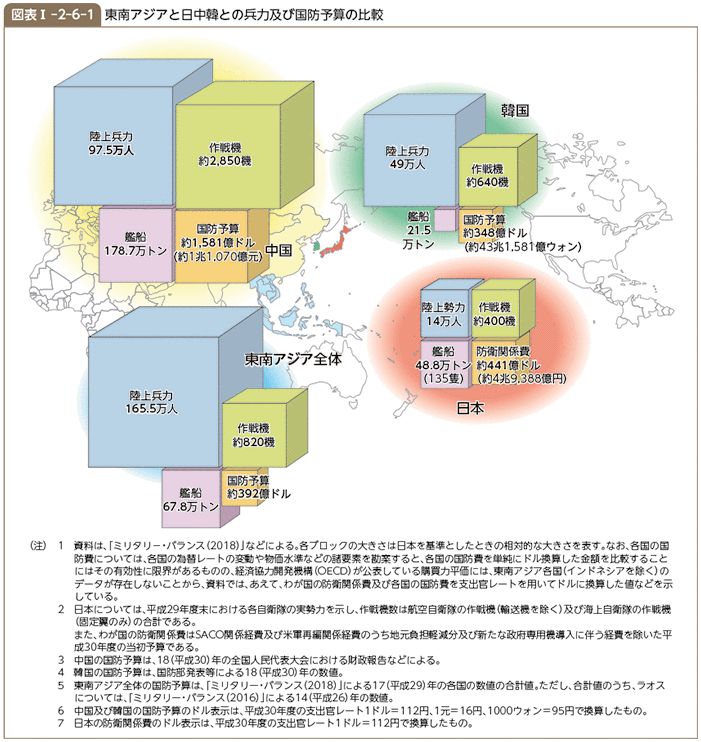 図表Ⅰ-2-6-1 東南アジアと日中韓との兵力及び国防予算の比較
陸上兵力
97.5万人
作戦機
約2,850機
艦船
178.7万トン
国防予算
約1,581億ドル
(約1兆1,070億元)
中国
韓国
陸上兵力
49万人
作戦機
約640機
艦船
21.5
万トン
国防予算
約348億ドル
(約43兆1,581億ウォン)
東南アジア全体
陸上兵力
165.5万人
作戦機
約820機
艦船
67.8万トン
国防予算
約392億ドル
陸上勢力
14万人
作戦機
約400機
艦船
48.8万トン
(135隻)
防衛関係費
約441億ドル
(約4兆9,388億円)
日本
(注) 1 資料は、「ミリタリー・バランス(2018)」などによる。各ブロックの大きさは日本を基準としたときの相対的な大きさを表す。なお、各国の国
防費については、各国の為替レートの変動や物価水準などの諸要素を勘案すると、各国の国防費を単純にドル換算した金額を比較すること
にはその有効性に限界があるものの、経済協力開発機構(OECD)が公表している購買力平価には、東南アジア各国(インドネシアを除く)の
データが存在しないことから、資料では、あえて、わが国の防衛関係費及び各国の国防費を支出官レートを用いてドルに換算した値などを示
している。
2 日本については、平成29年度末における各自衛隊の実勢力を示し、作戦機数は航空自衛隊の作戦機(輸送機を除く)及び海上自衛隊の作戦機
(固定翼のみ)の合計である。
また、わが国の防衛関係費はSACO関係経費及び米軍再編関係経費のうち地元負担軽減分及び新たな政府専用機導入に伴う経費を除いた平
成30年度の当初予算である。
3 中国の国防予算は、18(平成30)年の全国人民代表大会における財政報告などによる。
4 韓国の国防予算は、国防部発表等による18(平成30)年の数値。
5 東南アジア全体の国防予算は、「ミリタリー・バランス(2018)」による17(平成29)年の各国の数値の合計値。ただし、合計値のうち、ラオス
については、「ミリタリー・バランス(2016)」による14(平成26)年の数値。
6 中国及び韓国の国防予算のドル表示は、平成30年度の支出官レート1ドル=112円、1元=16円、1000ウォン=95円で換算したもの。
7 日本の防衛関係費のドル表示は、平成30年度の支出官レート1ドル=112円で換算したもの。